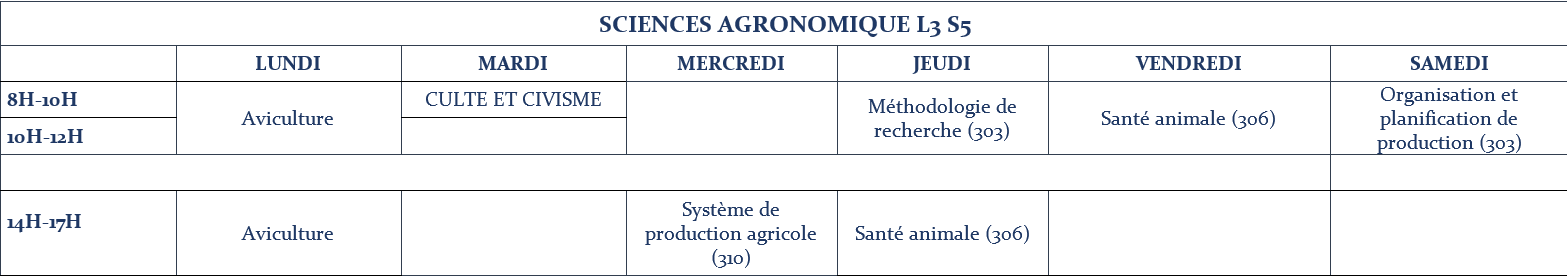 SCIENCES AGRONOMIQUE L3 S5
LUNDI MARDI MERCREDI JEUDI VENDREDI SAMEDI
8H-10H
10H-12H
Aviculture
CULTE ET CIVISME
Méthodologie de
recherche (303)
Santé animale (306)
Organisation et
planification de
production (303)
14H-17H
Aviculture
Système de
production agricole
(310)
Santé animale (306)